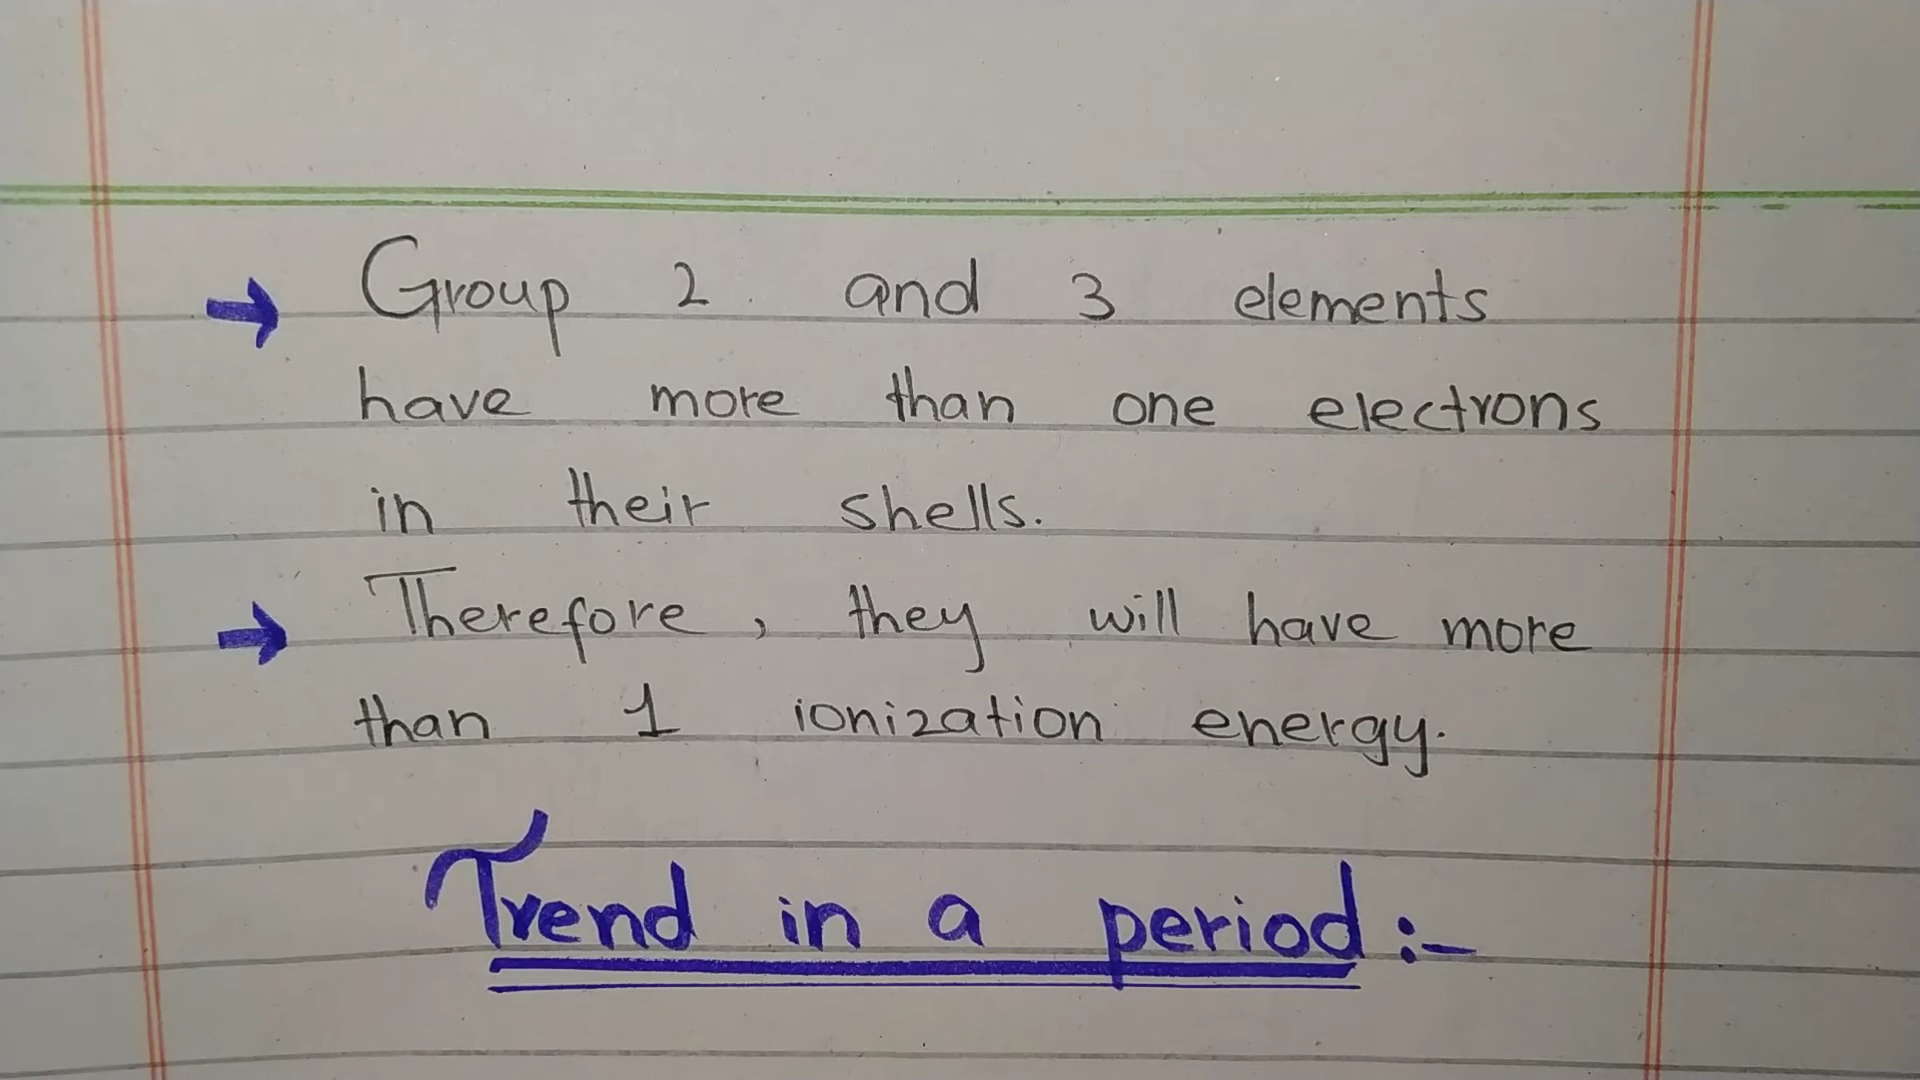 → Group 2 and 3 elements
have more than one electrons
in their shells.
→ Therefore, they will have more
than 1 ionization energy.
Trend in a period:-